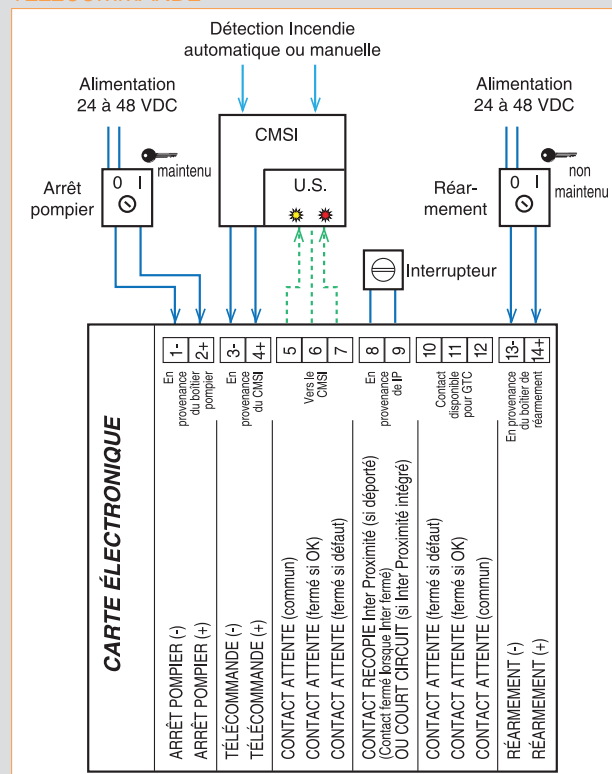 TÉLÉCOMMANDE
Détection Incendie
automatique ou manuelle
Alimentation
24 à 48 VDC
Alimentation
24 à 48 VDC
CMSI
U.S.
Arrêt
pompier
0 I
maintenu
Réar-
mement
0 I
non
maintenu
Interrupteur
1-
2+
3-
4+
5
6
7
8
9
10
11
12
13-
14+
En
provenance
du boîtier
pompier
En
provenance
du CMSI
Vers le
CMSI
En
provenance
de IP
Contact
disponible
pour GTC
En provenance
du boîtier de
réarmement
CARTE ÉLECTRONIQUE
ARRÊT POMPIER (-)
ARRÊT POMPIER (+)
TÉLÉCOMMANDE (-)
TÉLÉCOMMANDE (+)
CONTACT ATTENTE (commun)
CONTACT ATTENTE (fermé si OK)
CONTACT ATTENTE (fermé si défaut)
CONTACT RECOPIE Inter Proximité (si déporté)
(Contact fermé lorsque Inter fermé)
OU COURT CIRCUIT (si Inter Proximité intégré)
CONTACT ATTENTE (fermé si défaut)
CONTACT ATTENTE (fermé si OK)
CONTACT ATTENTE (commun)
RÉARMEMENT (-)
RÉARMEMENT (+)